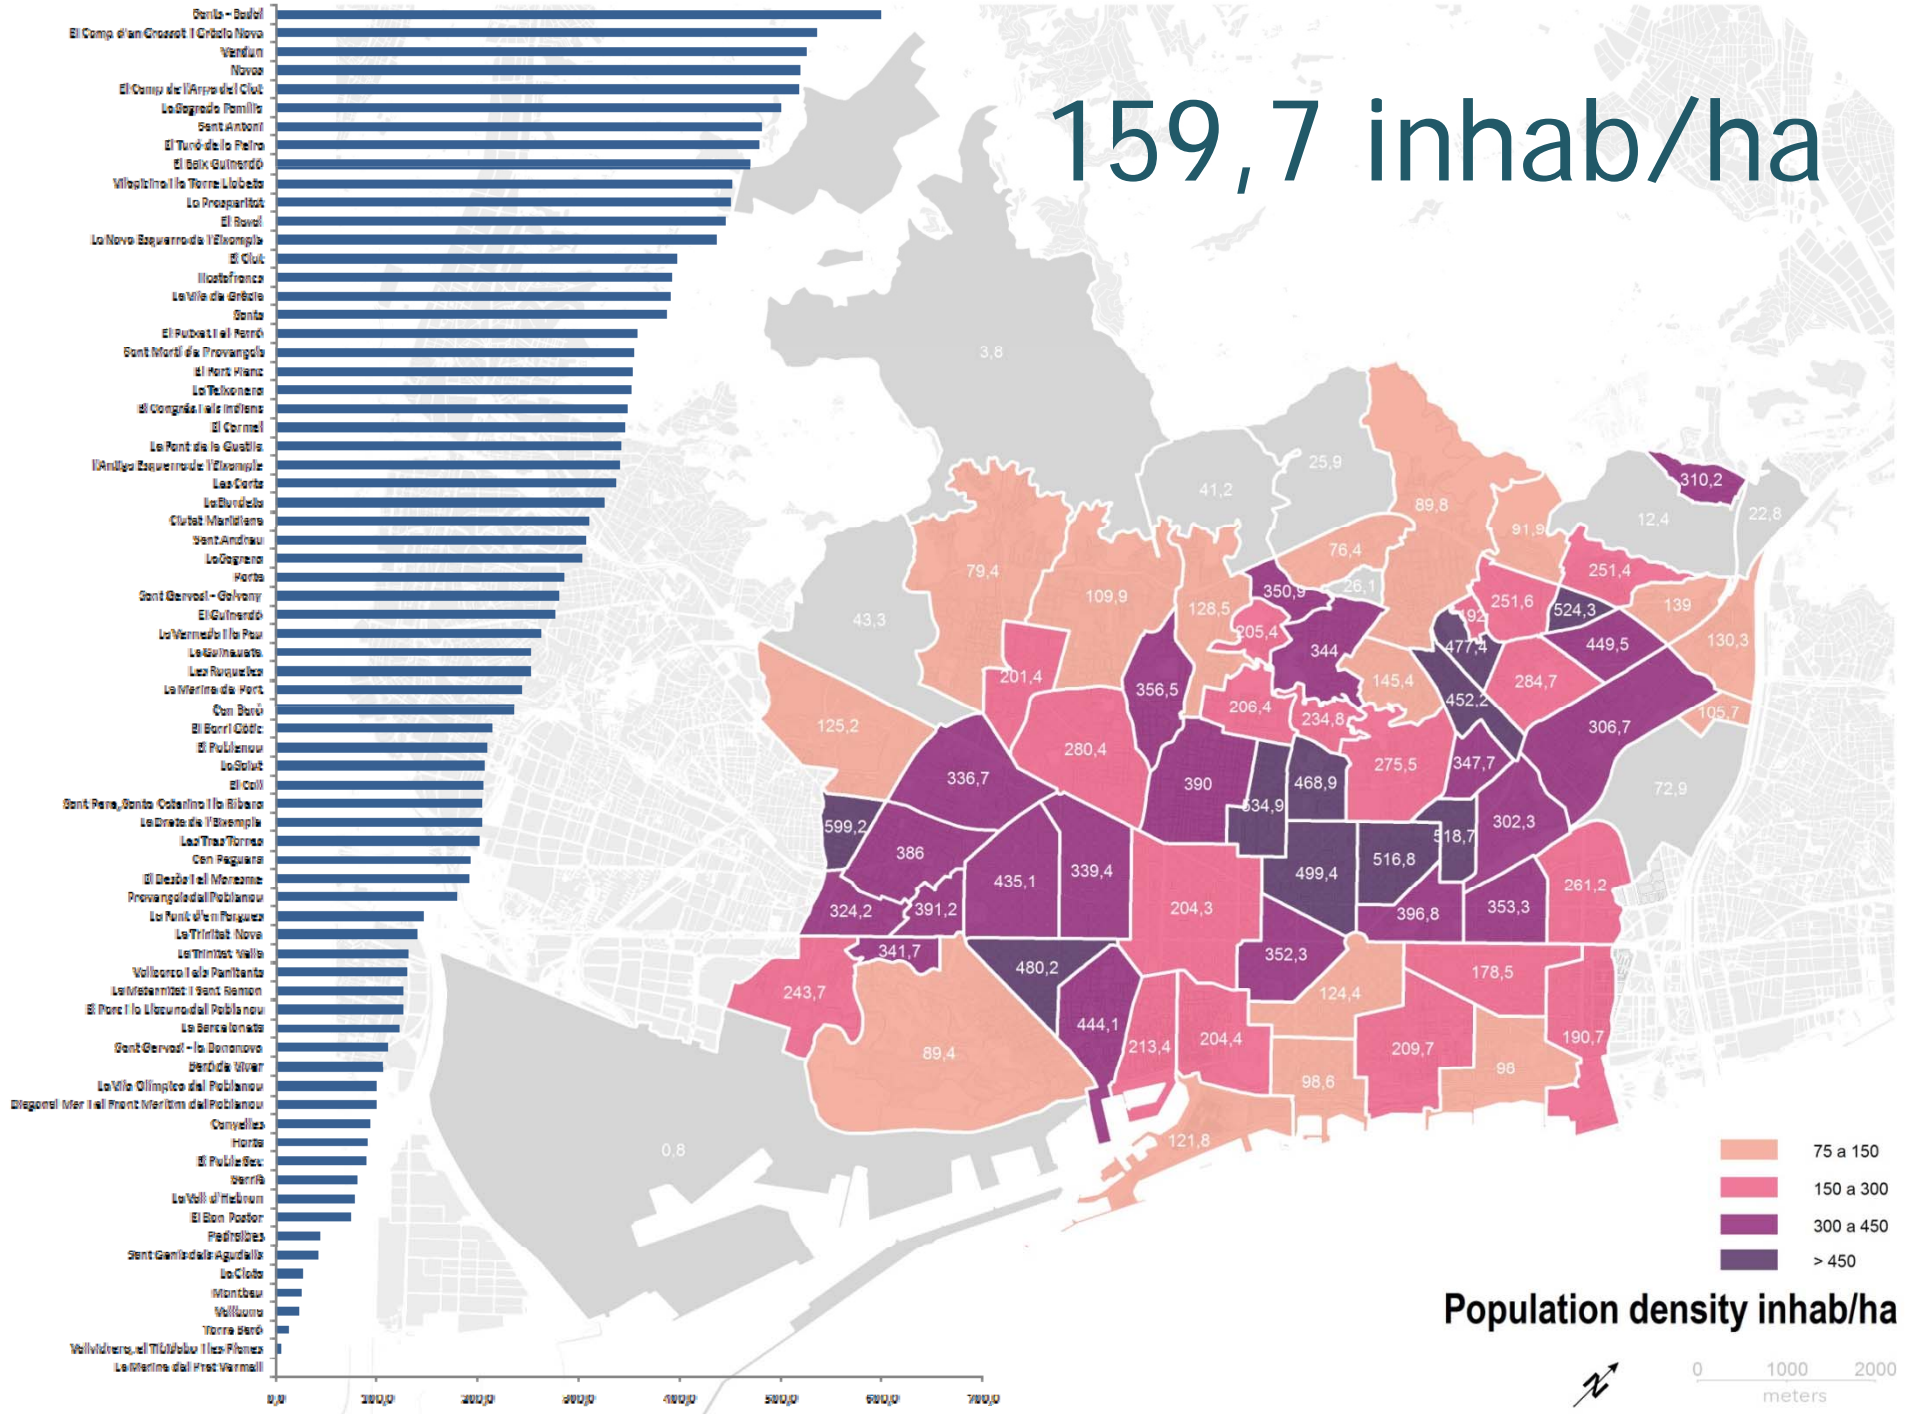 159,7 inhab/ha
Sants - Badal
El Camp d'en Grassot i Gràcia Nova
Verdun
Navas
El Camp de l'Arpa del Clot
La Sagrada Família
Sant Antoni
El Turó de la Peira
El Baix Guinardó
Vilapicina i la Torre Llobeta
La Prosperitat
El Raval
La Nova Esquerra de l'Eixample
El Clot
Hostafrancs
La Vila de Gràcia
Sants
El Putxet i el Farró
Sant Martí de Provençals
El Fort Pienc
La Teixonera
El Congrés i els Indians
El Carmel
La Font de la Guatlla
l'Antiga Esquerra de l'Eixample
Les Corts
La Bordeta
Ciutat Meridiana
Sant Andreu
La Sagrera
Porta
Sant Gervasi - Galvany
El Guinardó
La Verneda i la Pau
La Guineueta
Les Roquetes
La Marina de Port
Can Baró
El Barri Gòtic
El Poblenou
La Salut
El Coll
Sant Pere, Santa Caterina i la Ribera
La Dreta de l'Eixample
Les Tres Torres
Can Peguera
El Besòs i el Maresme
Provençals del Poblenou
La Font d'en Fargues
La Trinitat Nova
La Trinitat Vella
Vallcarca i els Penitents
La Maternitat i Sant Ramon
El Parc i la Llacuna del Poblenou
La Barceloneta
Sant Gervasi - la Bonanova
Baró de Viver
La Vila Olímpica del Poblenou
Diagonal Mar i el Front Marítim del Poblenou
Canyelles
Horta
El Poble Sec
Sarrià
La Vall d'Hebron
El Bon Pastor
Pedralbes
Sant Genís dels Agudells
La Clota
Montbau
Vallbona
Torre Baró
Vallvidrera, el Tibidabo i les Planes
La Marina del Prat Vermell
0,0 100,0 200,0 300,0 400,0 500,0 600,0 700,0
3,8
25,9
41,2
310,2
89,8
12,4
22,8
91,9
76,4
251,4
79,4
26,1
350,9
109,9
251,6
139
128,5
524,3
43,3
92
205,4
130,3
449,5
477,4
344
201,4
145,4
284,7
356,5
452,2
206,4
105,7
234,8
125,2
306,7
280,4
347,7
275,5
336,7
468,9
390
72,9
534,9
302,3
599,2
518,7
386
516,8
339,4
499,4
435,1
261,2
353,3
204,3
391,2
324,2
396,8
341,7
352,3
480,2
178,5
243,7
124,4
444,1
190,7
204,4
213,4
209,7
89,4
98
98,6
121,8
0,8
75 a 150
150 a 300
300 a 450
> 450
Population density inhab/ha
N
0 1000 2000
meters